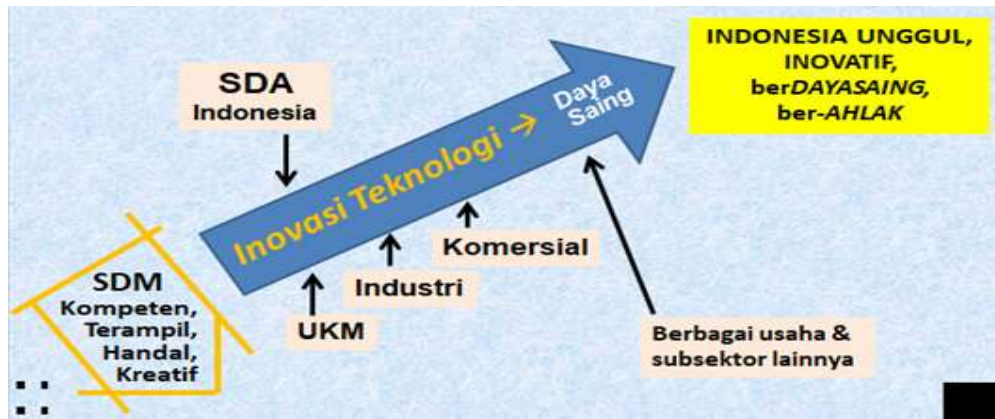 INDONESIA UNGGUL,
INOVATIF,
berDAYASAING,
ber-AHLAK
SDA
Indonesia
Inovasi Teknologi →
Daya
Saing
Komersial
Industri
UKM
Berbagai usaha &
subsektor lainnya
SDM
Kompeten,
Terampil,
Handal,
Kreatif